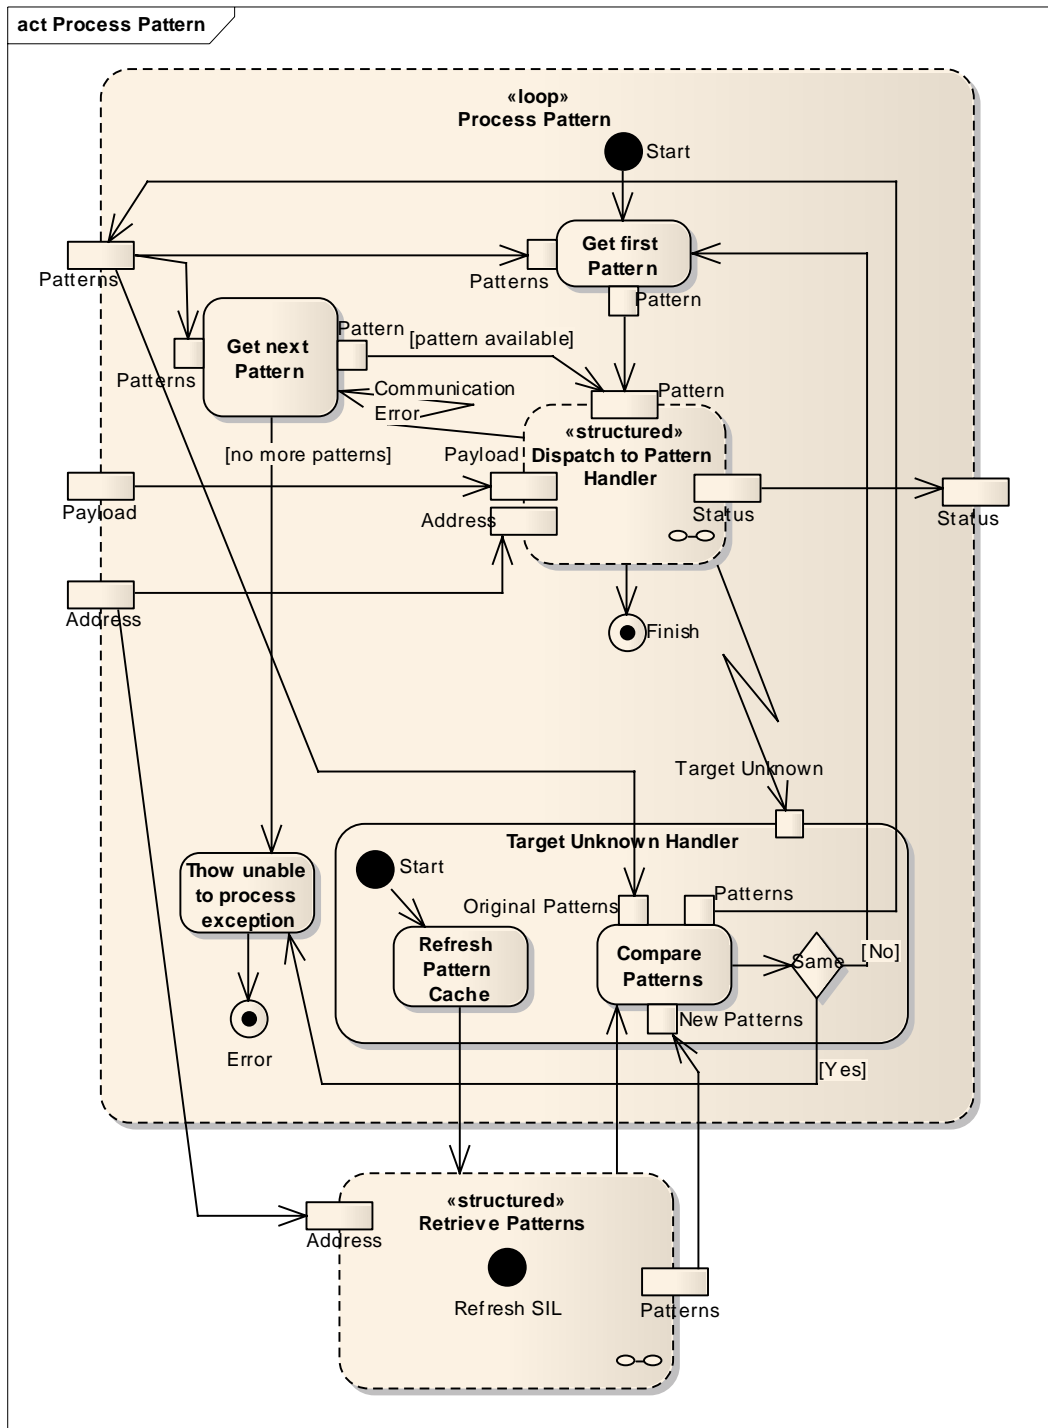 act Process Pattern
«loop»
Process Pattern
Start
Patterns
Get first
Pattern
Patterns
Pattern
Get next
Pattern
Patterns
Pattern
[pattern available]
Communication
Error
Pattern
[no more patterns]
«structured»
Dispatch to Pattern
Handler
Payload
Payload
Address
Status
Status
Address
Finish
Target Unknown
Target Unknown Handler
Thow unable
to process
exception
Start
Original Patterns
Patterns
Refresh
Pattern
Cache
Compare
Patterns
Same
[No]
New Patterns
Error
[Yes]
«structured»
Retrieve Patterns
Address
Refresh SIL
Patterns